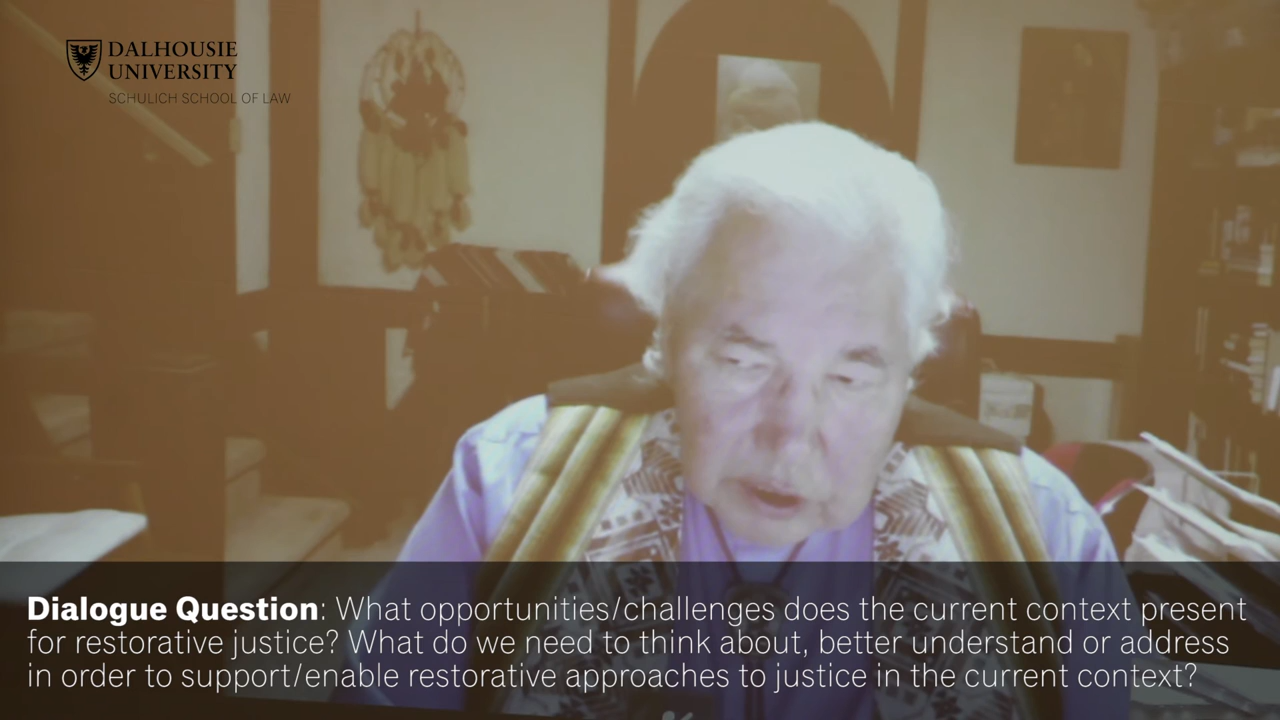 DALHOUSIE
UNIVERSITY
SCHULICH SCHOOL OF LAW
Dialogue Question: What opportunities/challenges does the current context present
for restorative justice? What do we need to think about, better understand or address
in order to support/enable restorative approaches to justice in the current context?